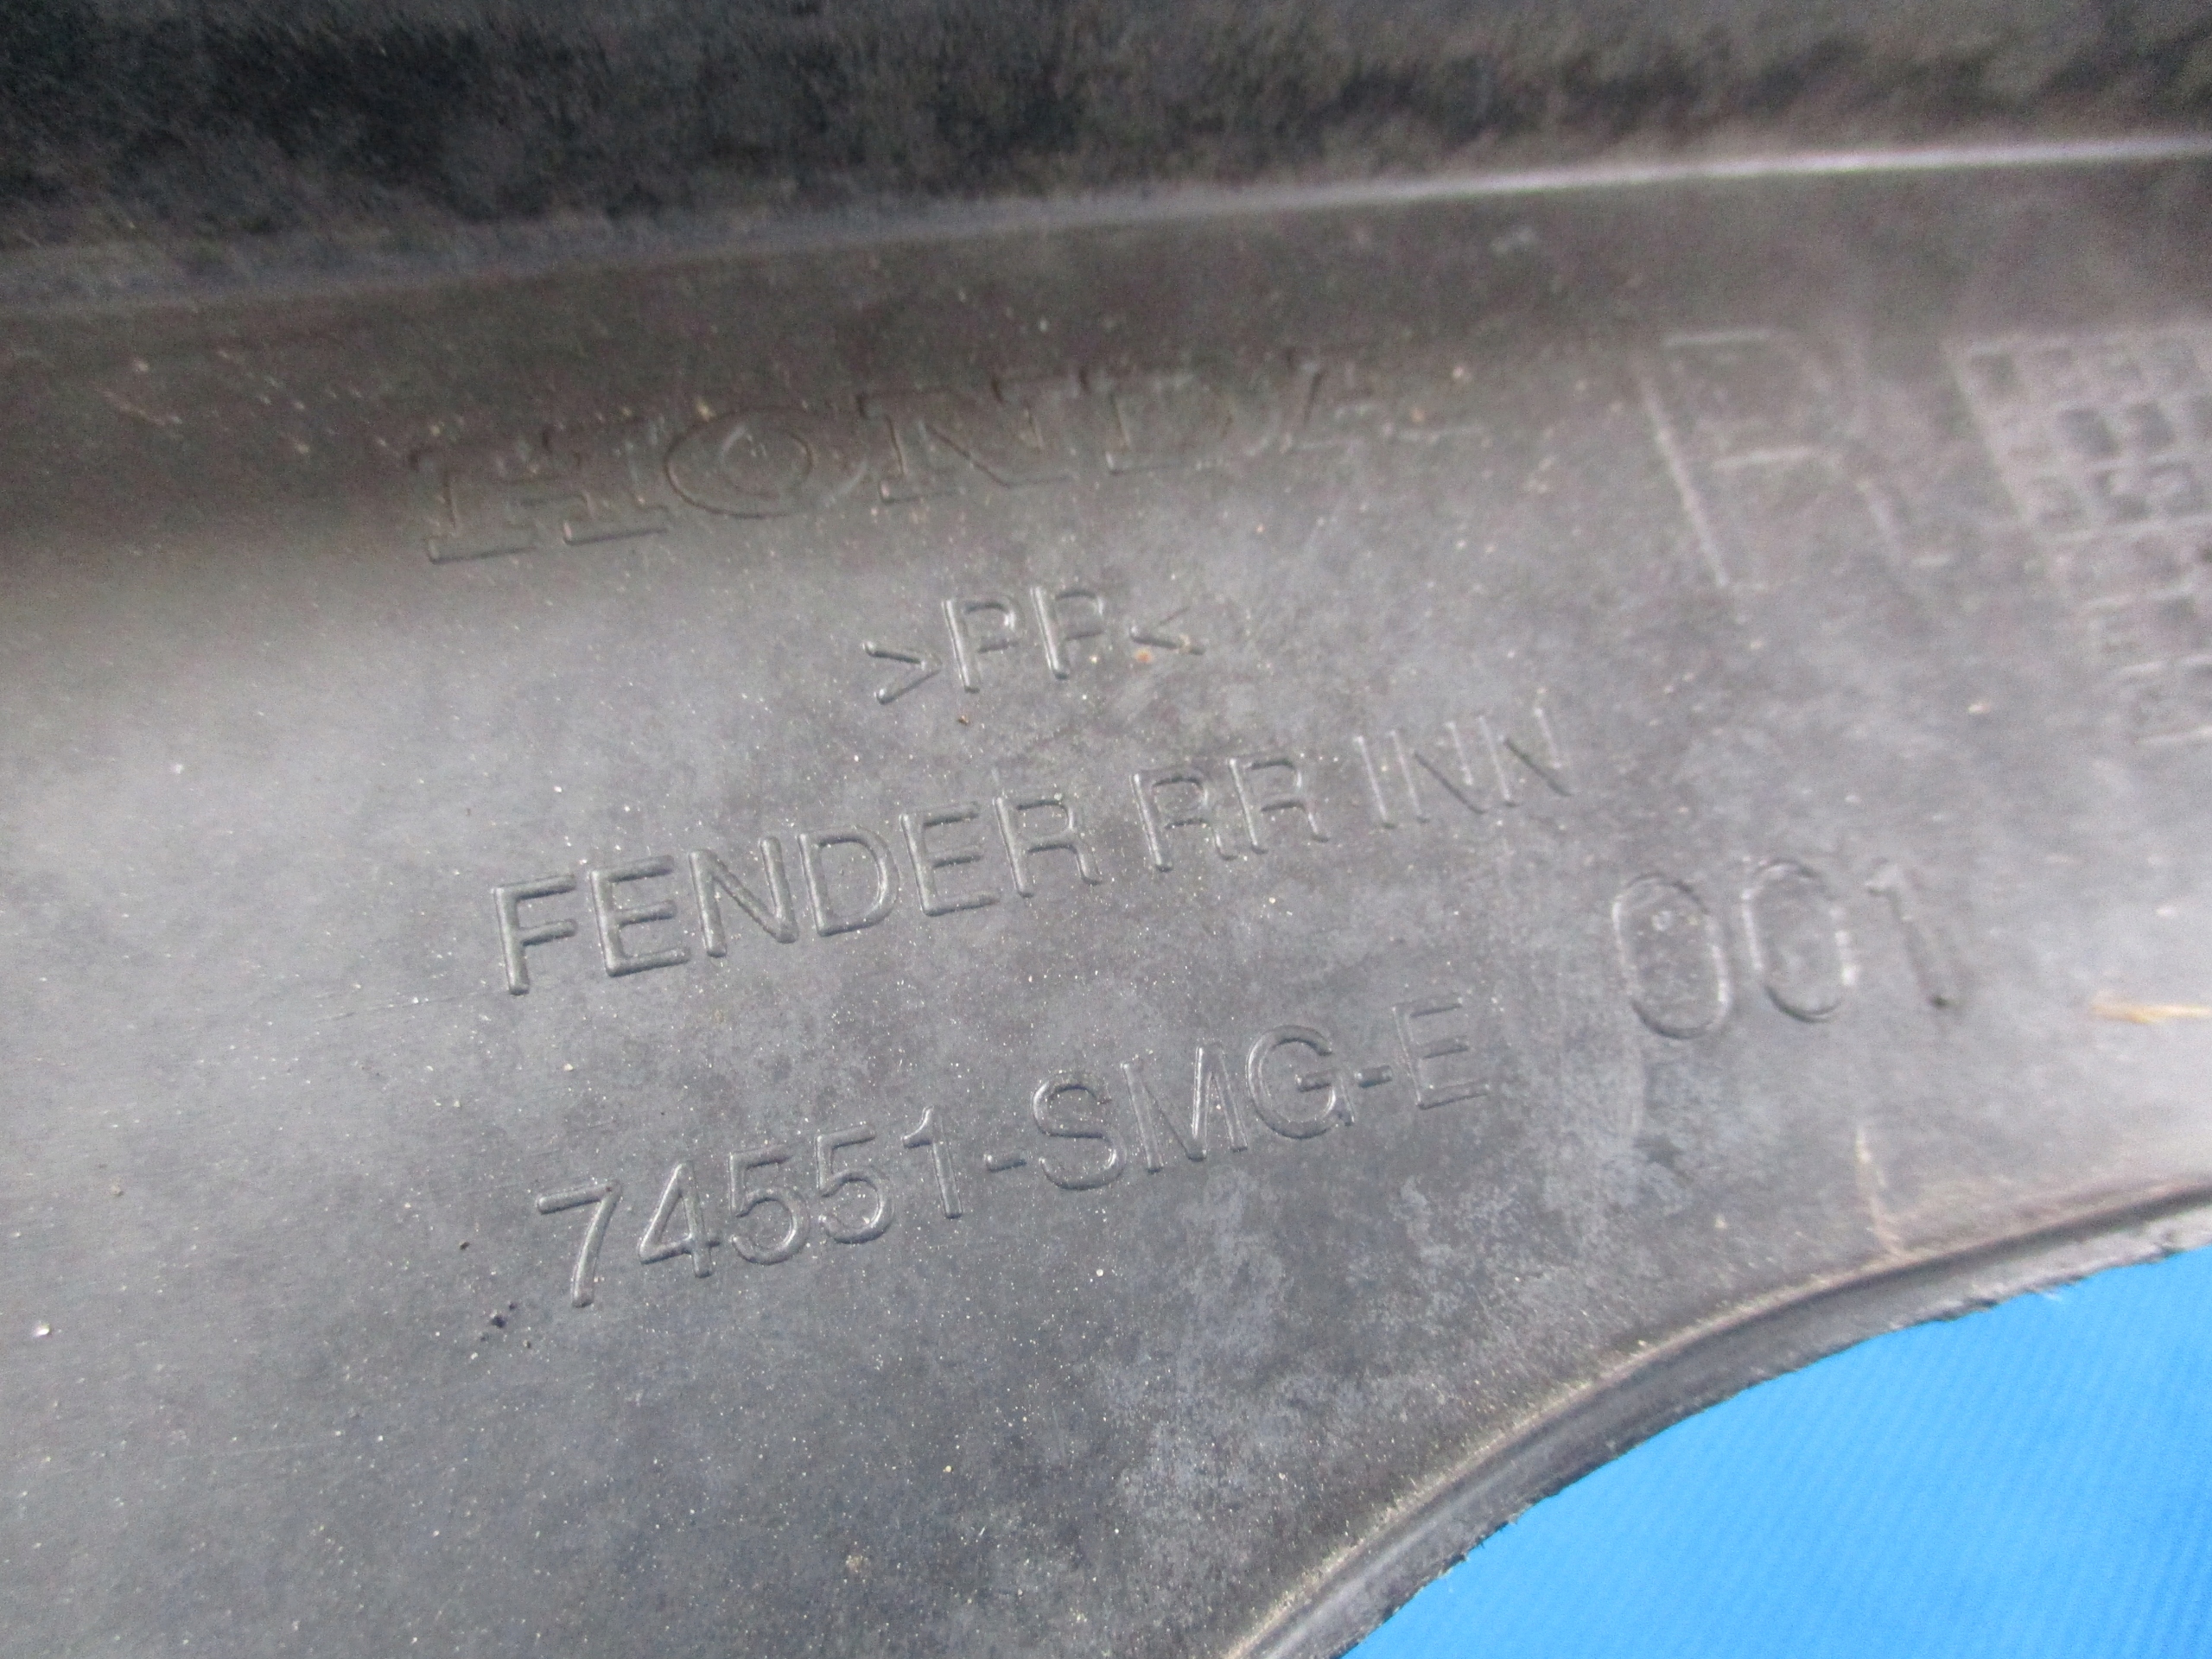 HONDA R
>PP<
FENDER RR INN
74551-SMG-E 001